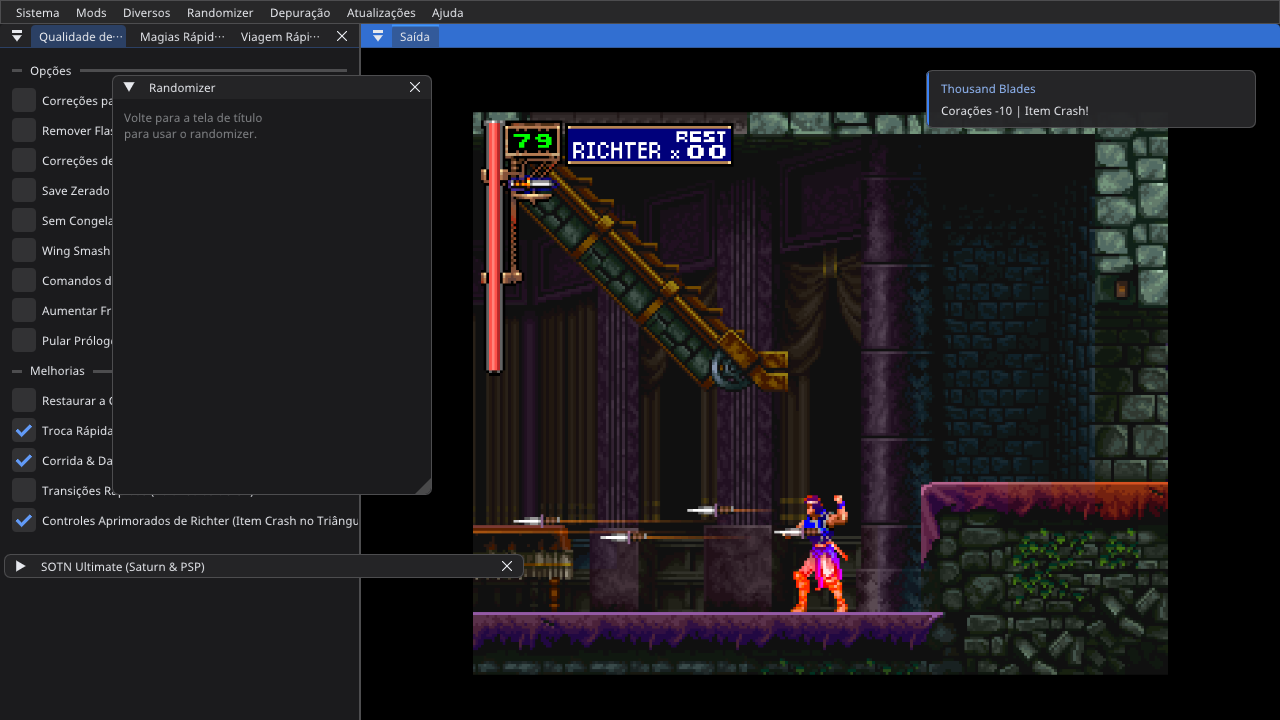 Sistema Mods Diversos Randomizer Depuração Atualizações Ajuda
Qualidade de··· Magias Rápid··· Viagem Rápi···
Saída
Opções
Correções pa
Remover Flas
Correções de
Save Zerado
Sem Congela
Wing Smash
Comandos d
Aumentar Fr
Pular Prólogo
Melhorias
Restaurar a
Troca Rápida
Corrida & Da
Transições
Controles Aprimorados de Richter (Item Crash no Triângu
Randomizer
Volte para a tela de título
para usar o randomizer.
SOTN Ultimate (Saturn & PSP)
Thousand Blades
Corações -10 | Item Crash!
79
REST
RICHTER x 00